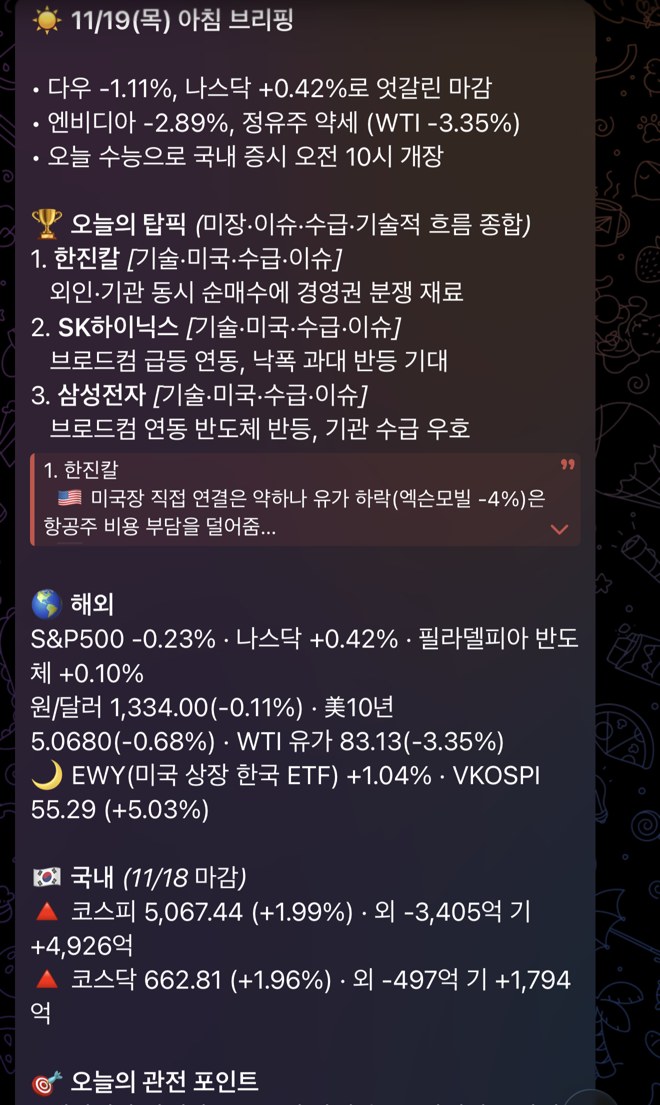 ☀️ 11/19(목) 아침 브리핑
• 다우 -1.11%, 나스닥 +0.42%로 엇갈린 마감
• 엔비디아 -2.89%, 정유주 약세 (WTI -3.35%)
• 오늘 수능으로 국내 증시 오전 10시 개장
🏆 오늘의 탑픽 (미장·이슈·수급·기술적 흐름 종합)
1. 한진칼 [기술·미국·수급·이슈]
외인·기관 동시 순매수에 경영권 분쟁 재료
2. SK하이닉스 [기술·미국·수급·이슈]
브로드컴 급등 연동, 낙폭 과대 반등 기대
3. 삼성전자 [기술·미국·수급·이슈]
브로드컴 연동 반도체 반등, 기관 수급 우호
1. 한진칼
🇺🇸 미국장 직접 연결은 약하나 유가 하락(엑슨모빌 -4%)은
항공주 비용 부담을 덜어줌...
🌎 해외
S&P500 -0.23% · 나스닥 +0.42% · 필라델피아 반도
체 +0.10%
원/달러 1,334.00(-0.11%) · 美10년
5.0680(-0.68%) · WTI 유가 83.13(-3.35%)
🌙 EWY(미국 상장 한국 ETF) +1.04% · VKOSPI
55.29 (+5.03%)
🇰🇷 국내 (11/18 마감)
🔺 코스피 5,067.44 (+1.99%) · 외 -3,405억 기
+4,926억
🔺 코스닥 662.81 (+1.96%) · 외 -497억 기 +1,794
억
🎯 오늘의 관전 포인트